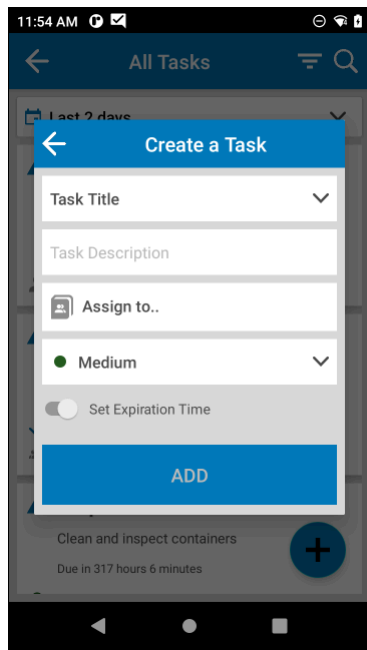 11:54 AM
All Tasks
Last 2 days
Create a Task
Task Title
Task Description
Assign to..
Medium
Set Expiration Time
ADD
Clean and inspect containers
Due in 317 hours 6 minutes